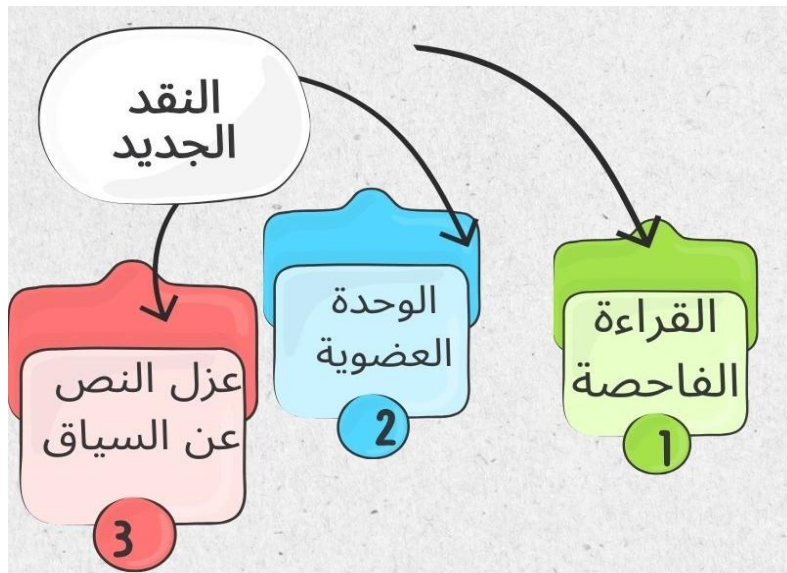 النقد
الجديد
القراءة
الفاحصة
1
الوحدة
العضوية
2
عزل النص
عن السياق
3